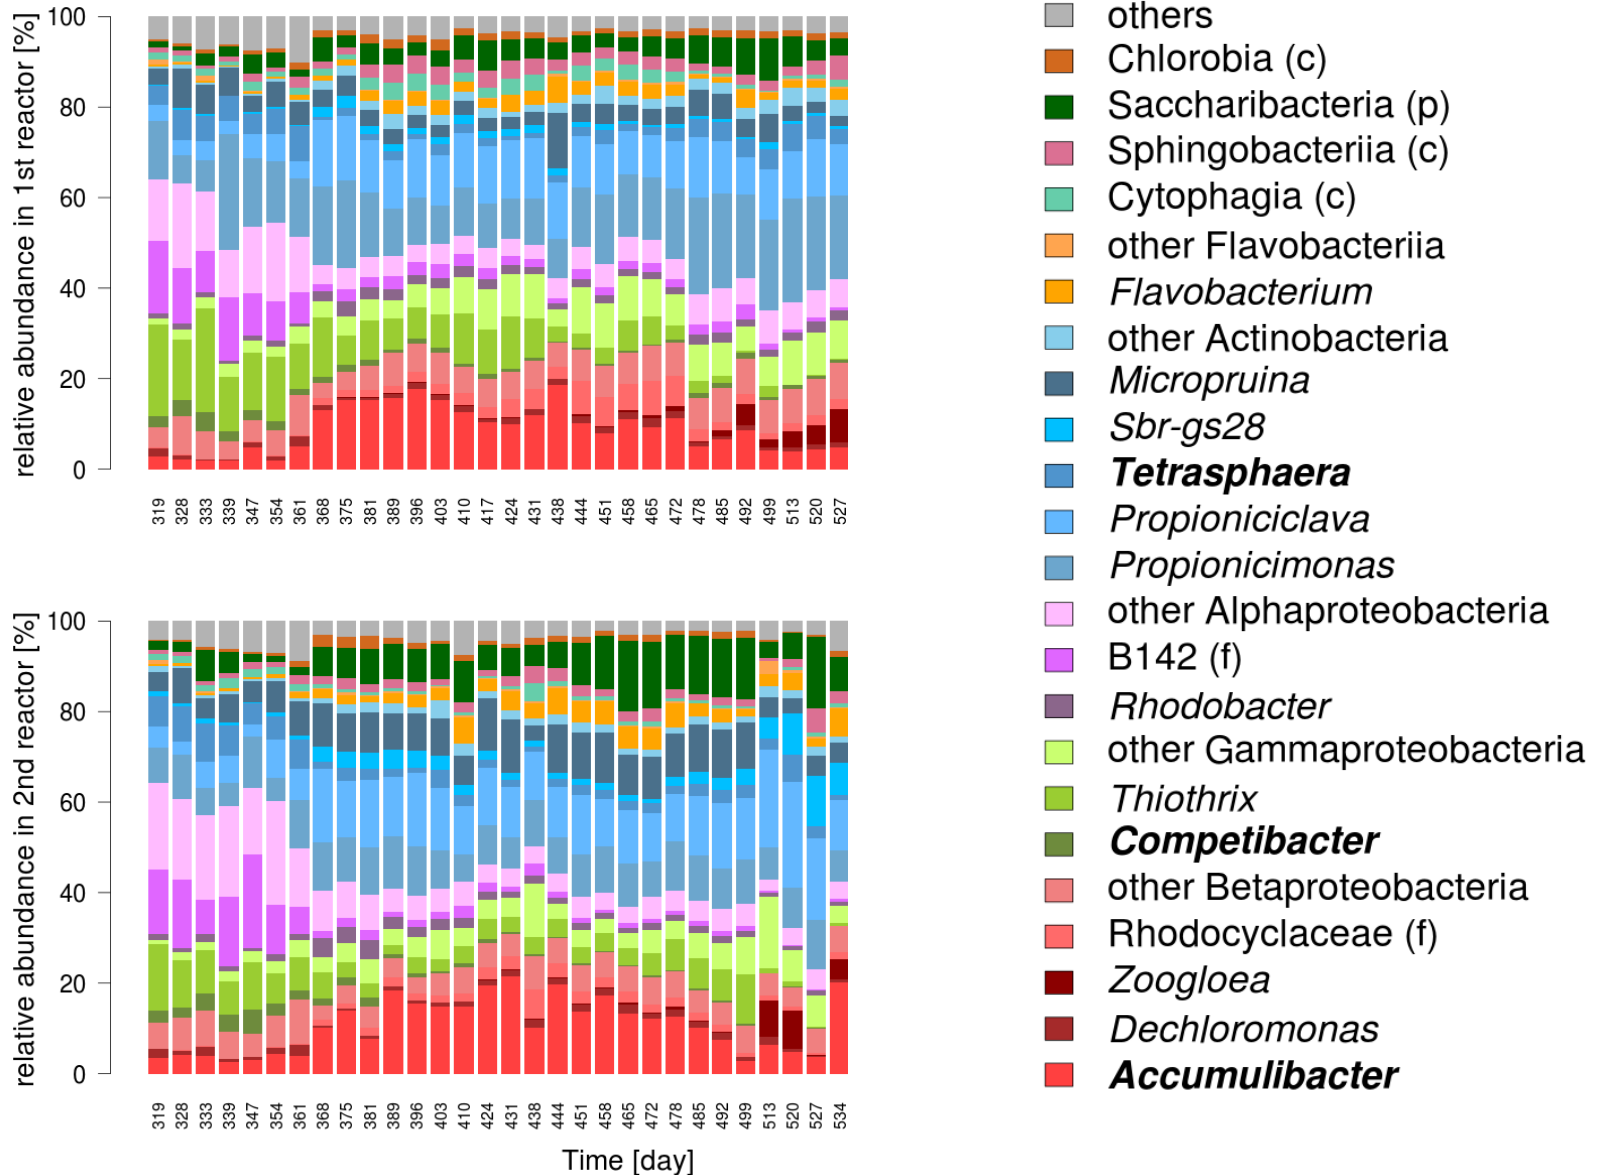 relative abundance in 1st reactor [%]
100
80
60
40
20
0
319 328 333 339 347 354 361 368 375 381 389 396 403 410 417 424 431 438 444 451 458 465 472 478 485 492 499 513 520 527
relative abundance in 2nd reactor [%]
100
80
60
40
20
0
319 328 333 339 347 354 361 368 375 381 389 396 403 410 424 431 438 444 451 458 465 472 478 485 492 499 513 520 527 534
Time [day]
others
Chlorobia (c)
Saccharibacteria (p)
Sphingobacteriia (c)
Cytophagia (c)
other Flavobacteriia
Flavobacterium
other Actinobacteria
Micropruina
Sbr-gs28
Tetrasphaera
Propioniciclava
Propionicimonas
other Alphaproteobacteria
B142 (f)
Rhodobacter
other Gammaproteobacteria
Thiothrix
Competibacter
other Betaproteobacteria
Rhodocyclaceae (f)
Zoogloea
Dechloromonas
Accumulibacter